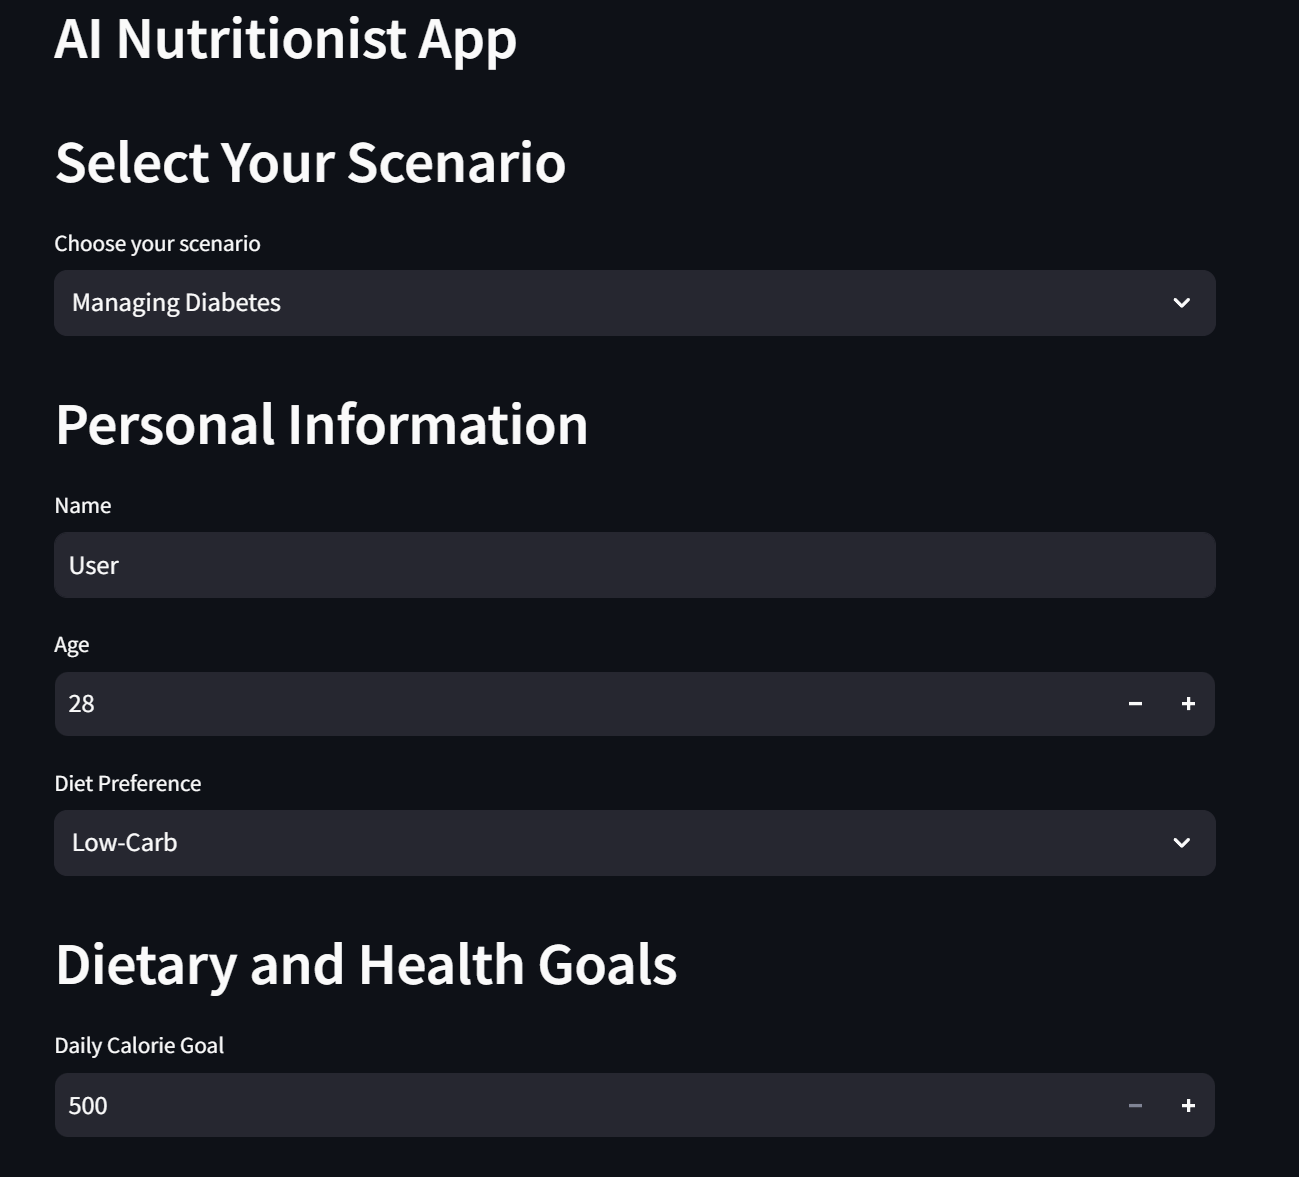 AI Nutritionist App
Select Your Scenario
Choose your scenario
Managing Diabetes
Personal Information
Name
User
Age
28
Diet Preference
Low-Carb
Dietary and Health Goals
Daily Calorie Goal
500